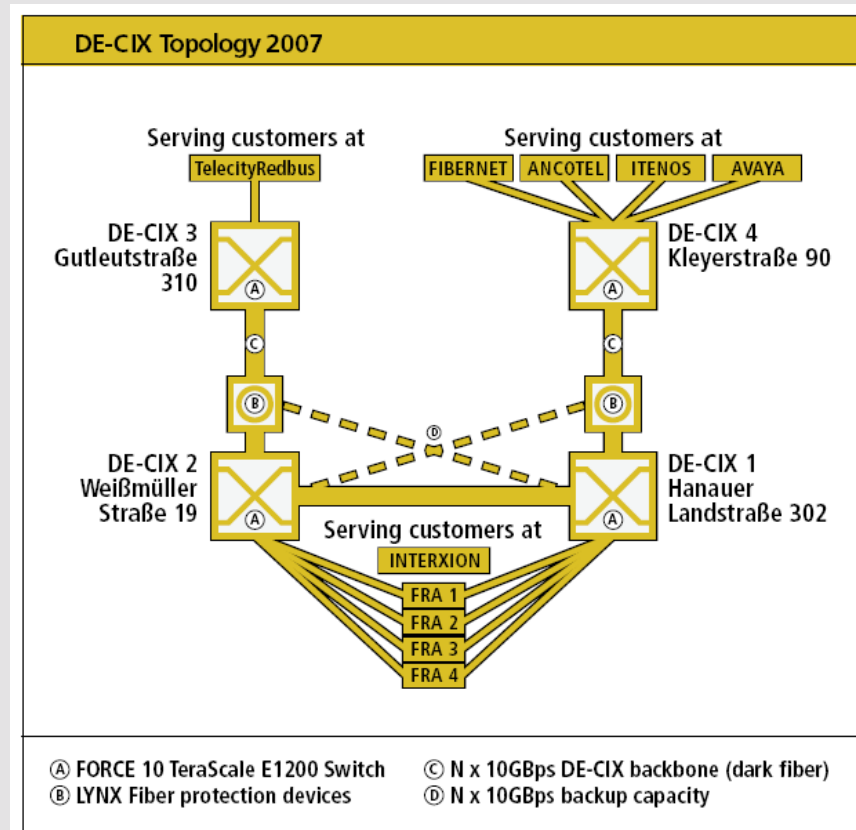 DE-CIX Topology 2007
Serving customers at
TelecityRedbus
Serving customers at
FIBERNET
ANCOTEL
ITENOS
AVAYA
DE-CIX 3
Gutleutstraße
310
A
DE-CIX 4
Kleyerstraße 90
A
C
C
B
B
D
DE-CIX 2
Weißmüller
Straße 19
A
DE-CIX 1
Hanauer
Landstraße 302
A
Serving customers at
INTERXION
FRA 1
FRA 2
FRA 3
FRA 4
A FORCE 10 TeraScale E1200 Switch
B LYNX Fiber protection devices
C N x 10GBps DE-CIX backbone (dark fiber)
D N x 10GBps backup capacity